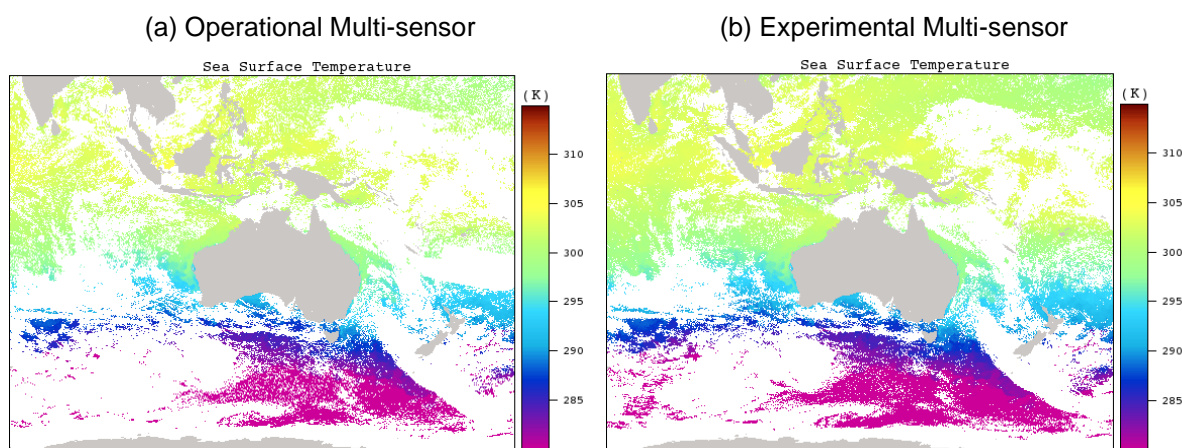 (a) Operational Multi-sensor
(b) Experimental Multi-sensor
Sea Surface Temperature
(K)
310
305
300
295
290
285
Sea Surface Temperature
(K)
310
305
300
295
290
285